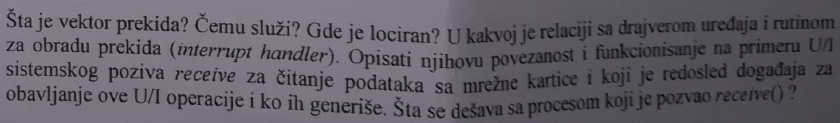 Šta je vektor prekida? Čemu služi? Gde je lociran? U kakvoj je relaciji sa drajverom uređaja i rutinom
za obradu prekida (interrupt handler). Opisati njihovu povezanost i funkcionisanje na primeru U/I
sistemskog poziva receive za čitanje podataka sa mrežne kartice i koji je redosled događaja za
obavljanje ove U/I operacije i ko ih generiše. Šta se dešava sa procesom koji je pozvao receive() ?